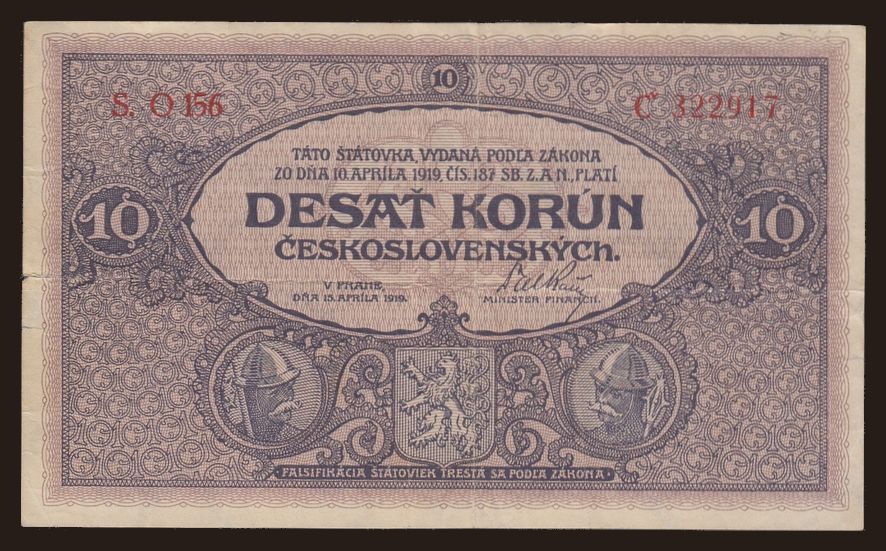 10
S. O 156
C 322917
TÁTO ŠTÁTOVKA, VYDANÁ PODĽA ZÁKONA
ZO DŇA 10. APRÍLA 1919, ČÍS. 187 SB. Z. A N., PLATÍ
10
DESAŤ KORÚN
10
ČESKOSLOVENSKÝCH.
V PRAHE,
DŇA 15. APRÍLA 1919.
MINISTER FINANCIÍ.
FALSIFIKÁCIA ŠTÁTOVIEK TRESTÁ SA PODĽA ZÁKONA